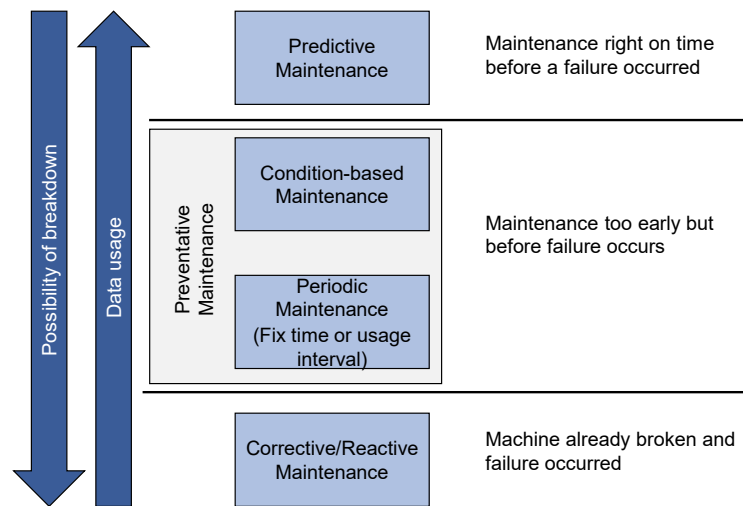 Possibility of breakdown
Data usage
Predictive
Maintenance
Maintenance right on time
before a failure occurred
Preventative
Maintenance
Condition-based
Maintenance
Periodic
Maintenance
(Fix time or usage
interval)
Maintenance too early but
before failure occurs
Corrective/Reactive
Maintenance
Machine already broken and
failure occurred